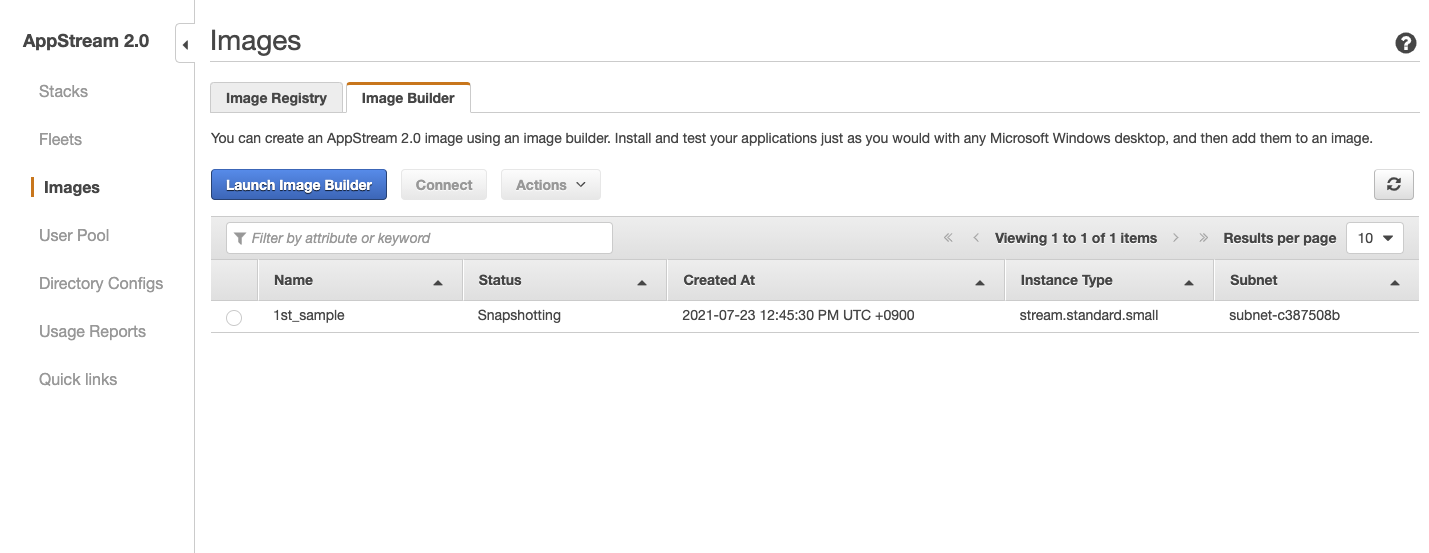 AppStream 2.0
Stacks
Fleets
Images
User Pool
Directory Configs
Usage Reports
Quick links
Images
Image Registry
Image Builder
You can create an AppStream 2.0 image using an image builder. Install and test your applications just as you would with any Microsoft Windows desktop, and then add them to an image.
Launch Image Builder
Connect
Actions
Filter by attribute or keyword
Viewing 1 to 1 of 1 items
Results per page
10
Name Status Created At Instance Type Subnet
1st_sample Snapshotting 2021-07-23 12:45:30 PM UTC +0900 stream.standard.small subnet-c387508b